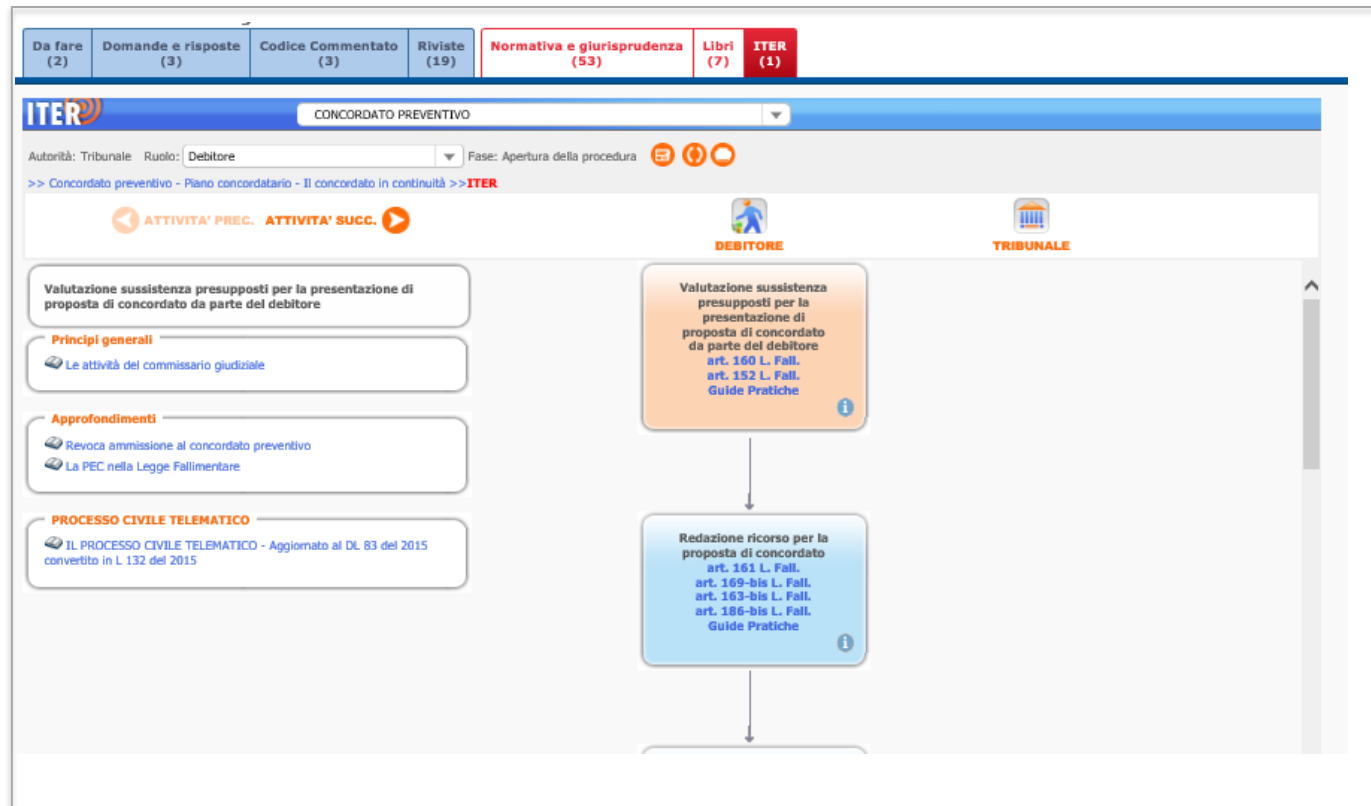 Da fare Domande e risposte Codice Commentato Riviste Normativa e giurisprudenza Libri ITER
(2) (3) (3) (19) (53) (7) (1)
ITER CONCORDATO PREVENTIVO
Autorità: Tribunale Ruolo: Debitore Fase: Apertura della procedura
>> Concordato preventivo - Piano concordatario - Il concordato in continuità >>ITER
ATTIVITA' PREC. ATTIVITA' SUCC.
DEBITORE TRIBUNALE
Valutazione sussistenza presupposti per la presentazione di
proposta di concordato da parte del debitore
Principi generali
Le attività del commissario giudiziale
Approfondimenti
Revoca ammissione al concordato preventivo
La PEC nella Legge Fallimentare
PROCESSO CIVILE TELEMATICO
IL PROCESSO CIVILE TELEMATICO - Aggiornato al DL 83 del 2015
convertito in L 132 del 2015
Valutazione sussistenza
presupposti per la
presentazione di
proposta di concordato
da parte del debitore
art. 160 L. Fall.
art. 152 L. Fall.
Guide Pratiche
Redazione ricorso per la
proposta di concordato
art. 161 L. Fall.
art. 169-bis L. Fall.
art. 163-bis L. Fall.
art. 186-bis L. Fall.
Guide Pratiche